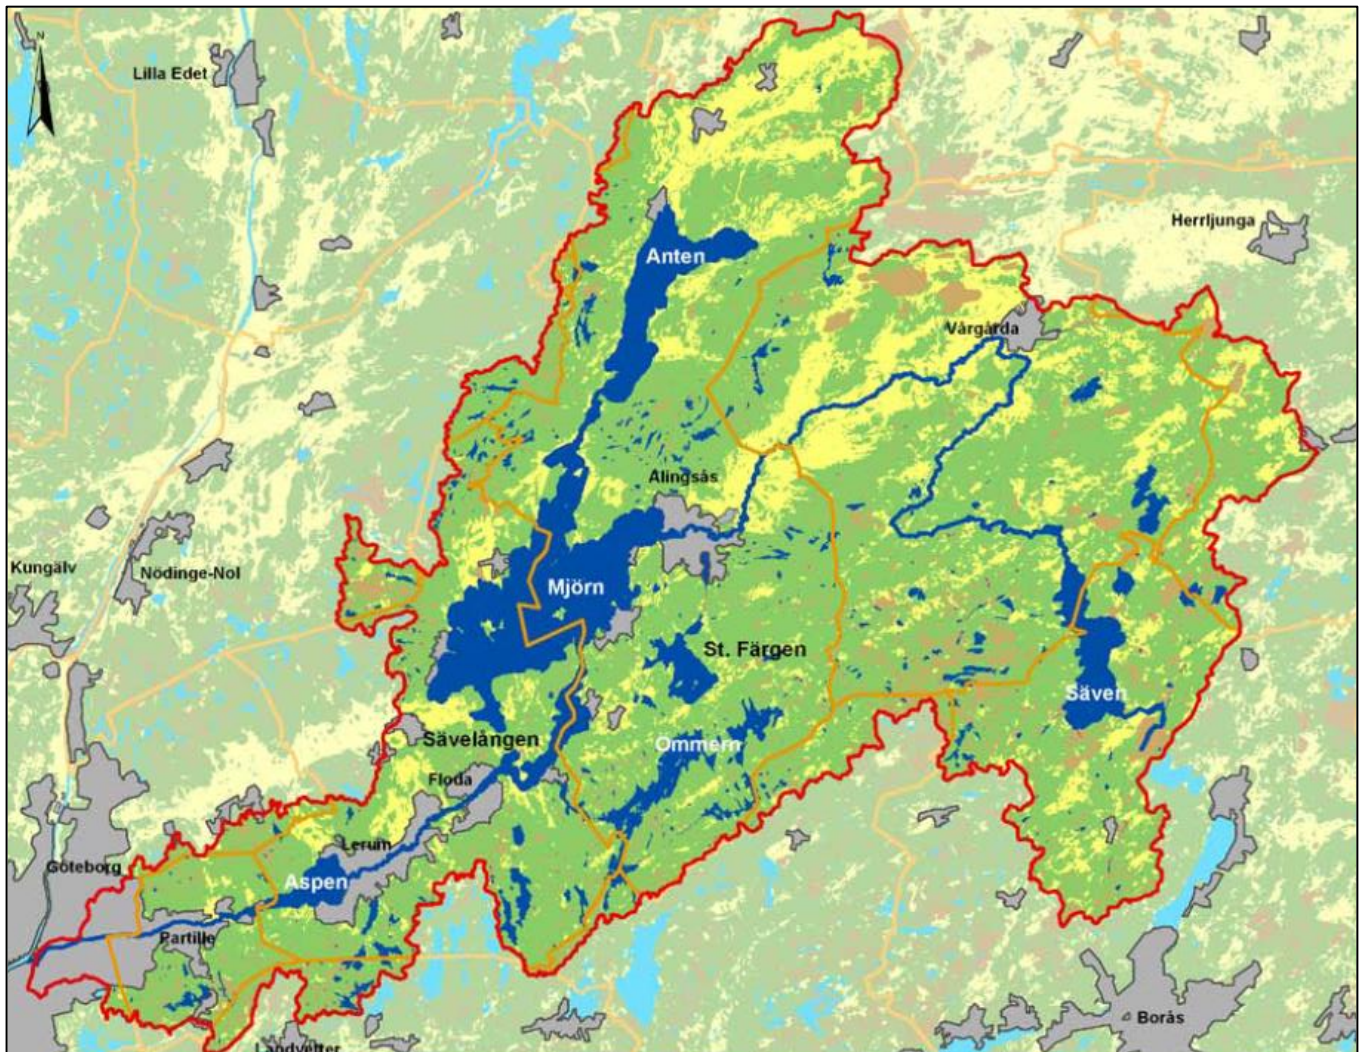 N
Lilla Edet
Herrljunga
Anten
Vårgårda
Alingsås
Kungälv
Nödinge-Nol
Mjörn
St. Färgen
Säven
Sävelången
Ommern
Floda
Lerum
Göteborg
Aspen
Partille
Borås
Landvetter